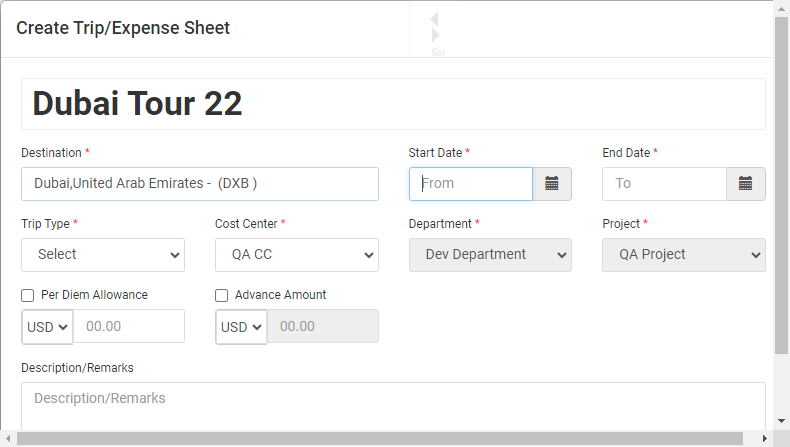 Create Trip/Expense Sheet
Su
Dubai Tour 22
Destination * Start Date * End Date *
Dubai,United Arab Emirates - (DXB ) From To
Trip Type * Cost Center * Department * Project *
Select QA CC Dev Department QA Project
Per Diem Allowance Advance Amount
USD 00.00 USD 00.00
Description/Remarks
Description/Remarks